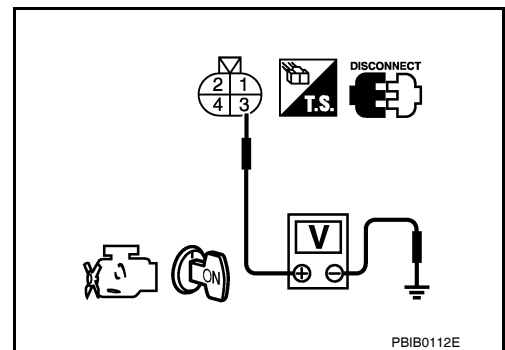 DISCONNECT
2 1
4 3
T.S.
V
+ −
ON
PBIB0112E